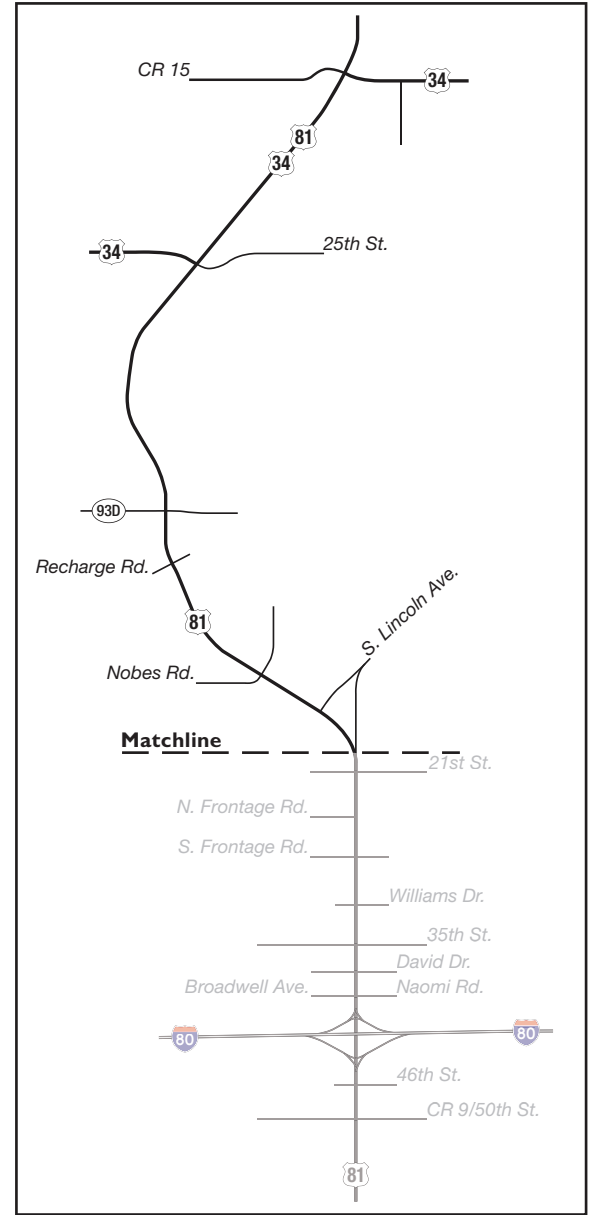 CR 15
34
81
34
34
25th St.
93D
Recharge Rd.
S. Lincoln Ave.
81
Nobes Rd.
Matchline
21st St.
N. Frontage Rd.
S. Frontage Rd.
Williams Dr.
35th St.
David Dr.
Broadwell Ave.
Naomi Rd.
80
80
46th St.
CR 9/50th St.
81